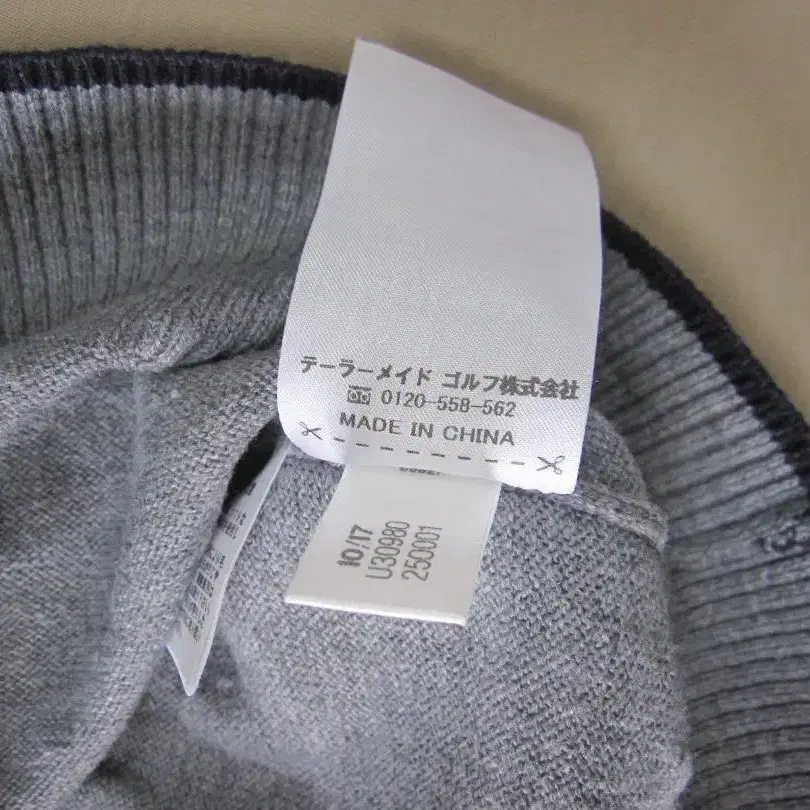 テーラーメイド ゴルフ株式会社
0120-558-562
MADE IN CHINA
10/17
U30980
250001